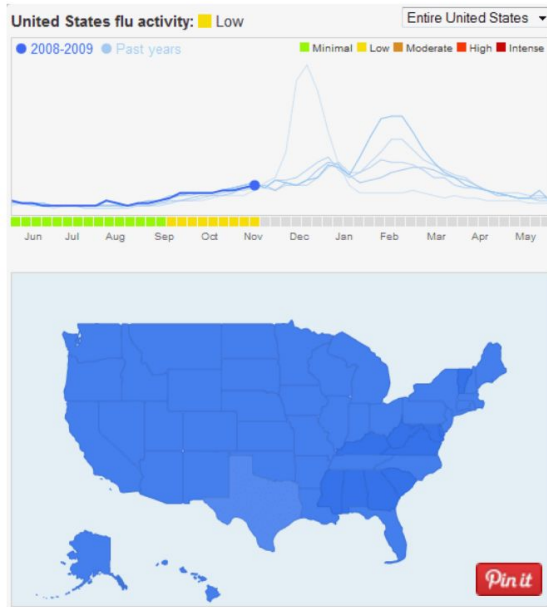 United States flu activity: Low
Entire United States
2008-2009 Past years
Minimal Low Moderate High Intense
Jun Jul Aug Sep Oct Nov Dec Jan Feb Mar Apr May
Pin it